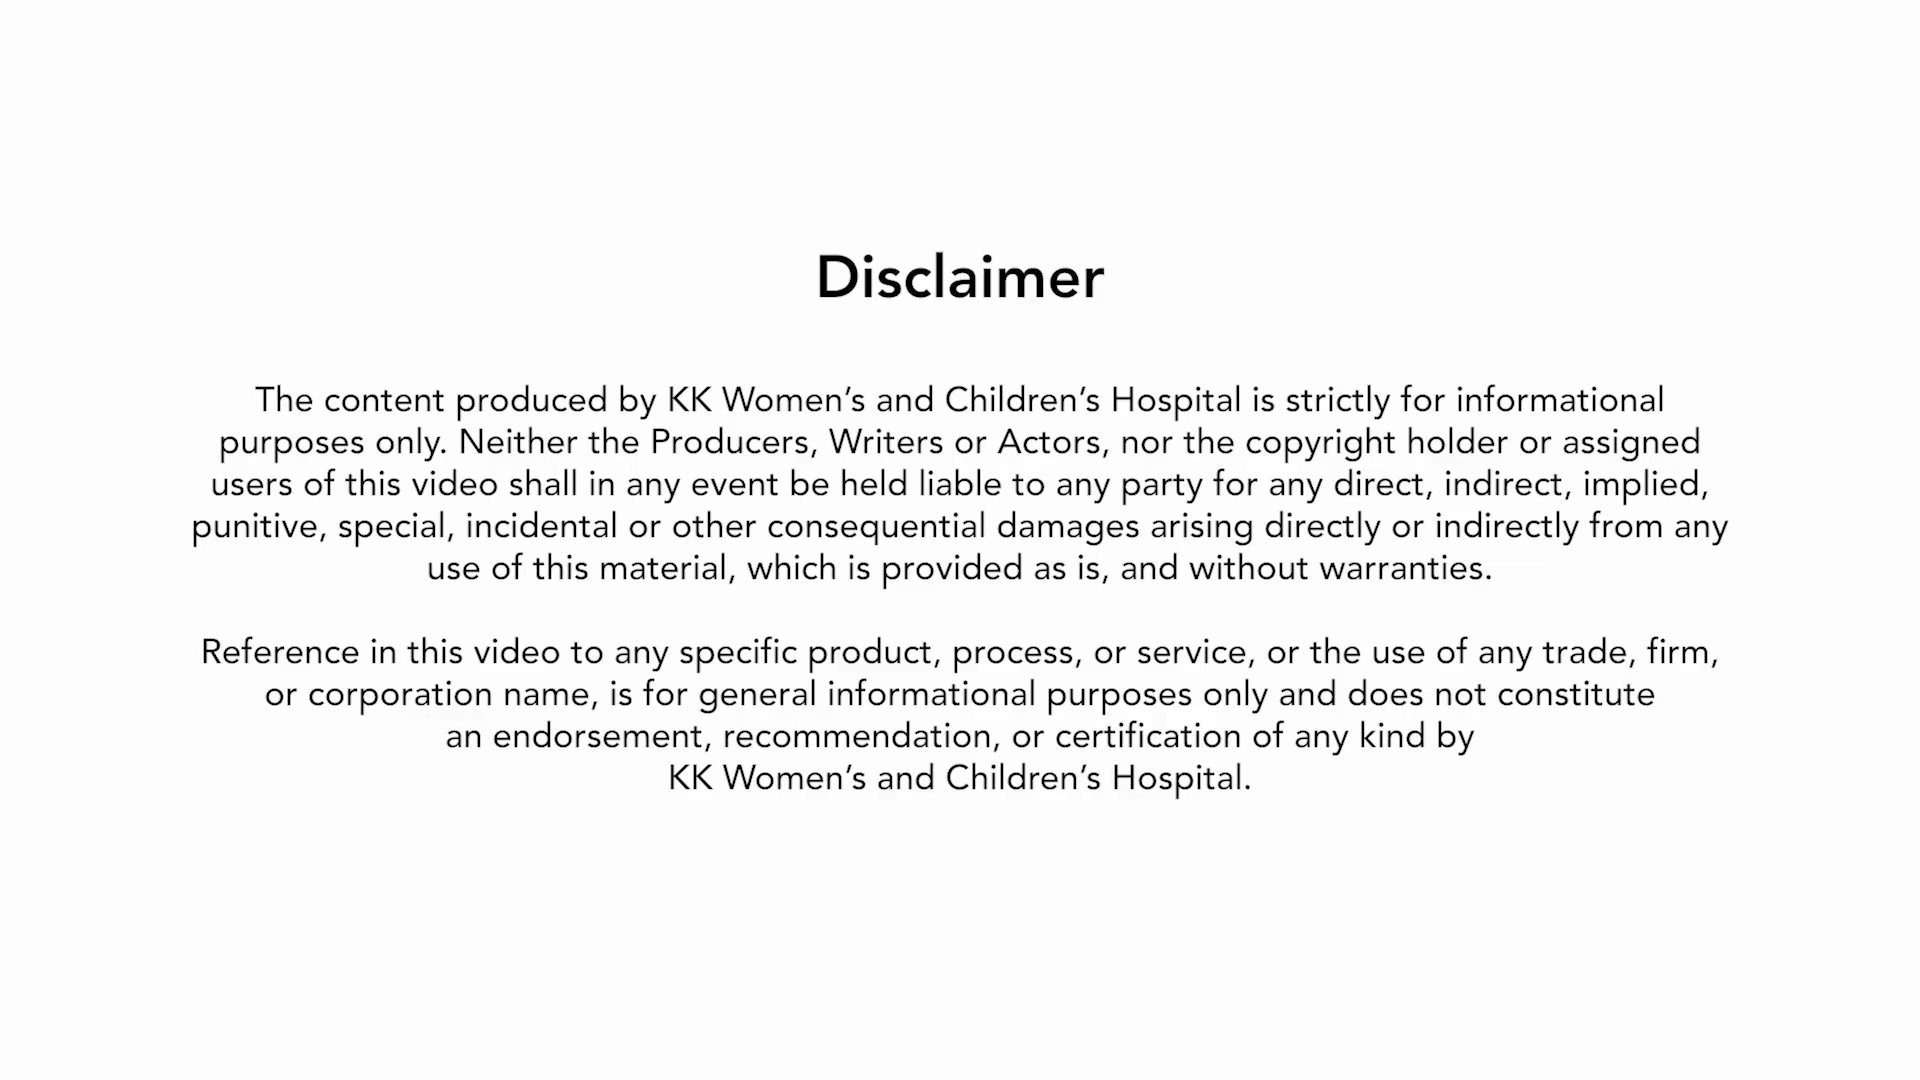 Disclaimer
The content produced by KK Women’s and Children’s Hospital is strictly for informational
purposes only. Neither the Producers, Writers or Actors, nor the copyright holder or assigned
users of this video shall in any event be held liable to any party for any direct, indirect, implied,
punitive, special, incidental or other consequential damages arising directly or indirectly from any
use of this material, which is provided as is, and without warranties.
Reference in this video to any specific product, process, or service, or the use of any trade, firm,
or corporation name, is for general informational purposes only and does not constitute
an endorsement, recommendation, or certification of any kind by
KK Women’s and Children’s Hospital.